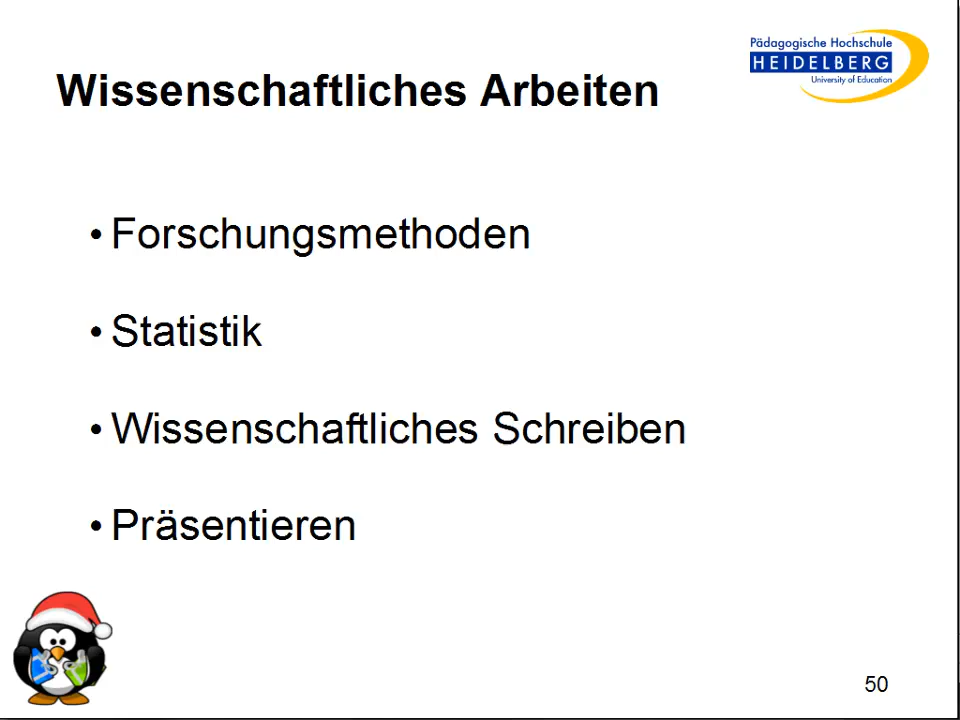 Pädagogische Hochschule
HEIDELBERG
University of Education
Wissenschaftliches Arbeiten
• Forschungsmethoden
• Statistik
• Wissenschaftliches Schreiben
• Präsentieren
50